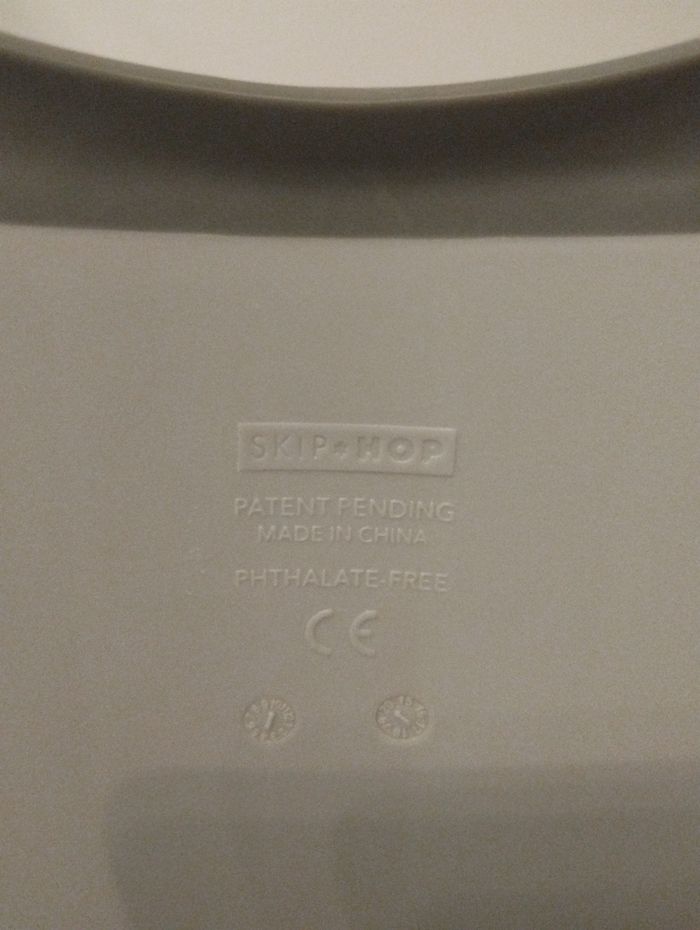 SKIP*HOP
PATENT PENDING
MADE IN CHINA
PHTHALATE-FREE
CE